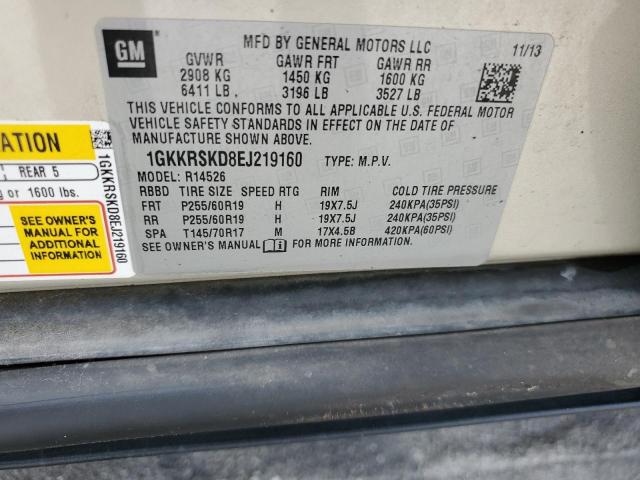 GM
MFD BY GENERAL MOTORS LLC 11/13
GVWR GAWR FRT GAWR RR
2908 KG 1450 KG 1600 KG
6411 LB 3196 LB 3527 LB
THIS VEHICLE CONFORMS TO ALL APPLICABLE U.S. FEDERAL MOTOR
VEHICLE SAFETY STANDARDS IN EFFECT ON THE DATE OF
MANUFACTURE SHOWN ABOVE.
1GKKRSKD8EJ219160 TYPE: M.P.V.
MODEL: R14526
RBBD TIRE SIZE SPEED RTG RIM COLD TIRE PRESSURE
FRT P255/60R19 H 19X7.5J 240KPA(35PSI)
RR P255/60R19 H 19X7.5J 240KPA(35PSI)
SPA T145/70R17 M 17X4.5B 420KPA(60PSI)
SEE OWNER'S MANUAL FOR MORE INFORMATION.
REAR 5
or 1600 lbs.
SEE OWNER'S
MANUAL FOR
ADDITIONAL
INFORMATION
1GKKRSKD8EJ219160